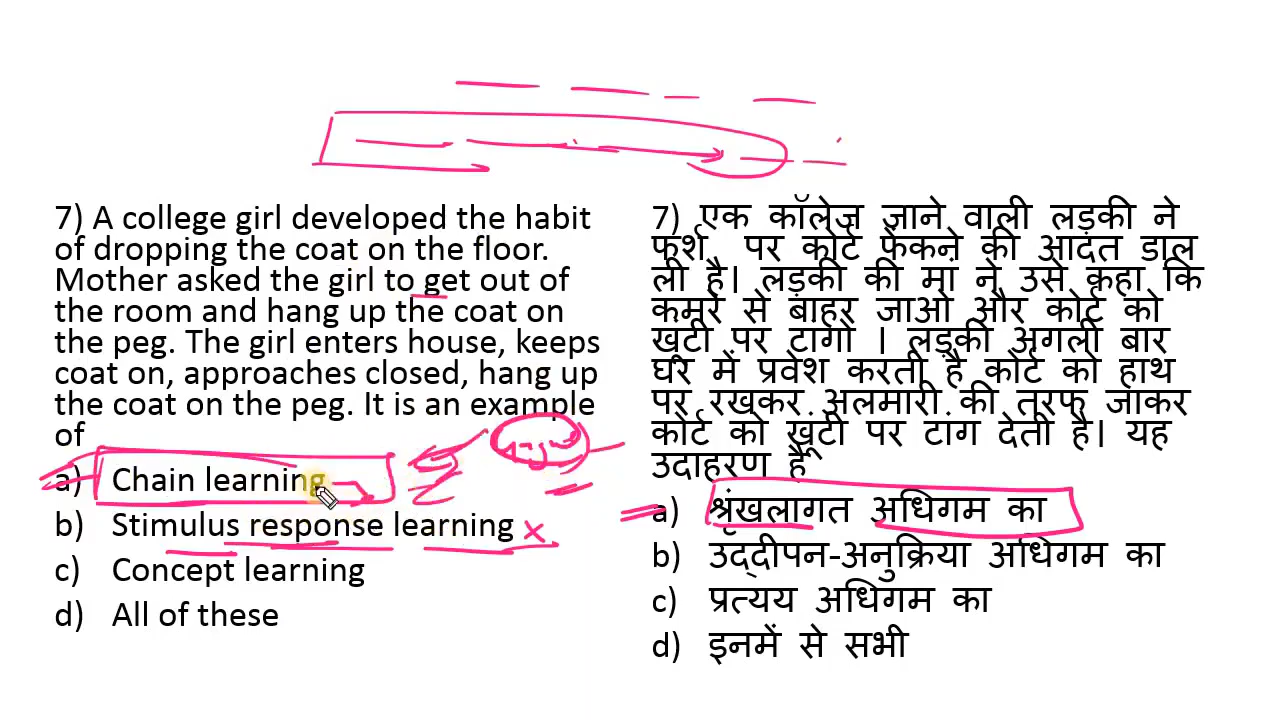 7) A college girl developed the habit
of dropping the coat on the floor.
Mother asked the girl to get out of
the room and hang up the coat on
the peg. The girl enters house, keeps
coat on, approaches closed, hang up
the coat on the peg. It is an example
of
a) Chain learning
b) Stimulus response learning x
c) Concept learning
d) All of these
7) एक कॉलेज जाने वाली लड़की ने
फर्श पर कोर्ट फेंकने की आदत डाल
ली है। लड़की की मां ने उसे कहा कि
कमरे से बाहर जाओ और कोर्ट को
खूंटी पर टांगो । लड़की अगली बार
घर में प्रवेश करती है कोर्ट को हाथ
पर रखकर अलमारी की तरफ जाकर
कोर्ट को खूंटी पर टांग देती है। यह
उदाहरण है
a) श्रृंखलागत अधिगम का
b) उद्दीपन-अनुक्रिया अधिगम का
c) प्रत्यय अधिगम का
d) इनमें से सभी